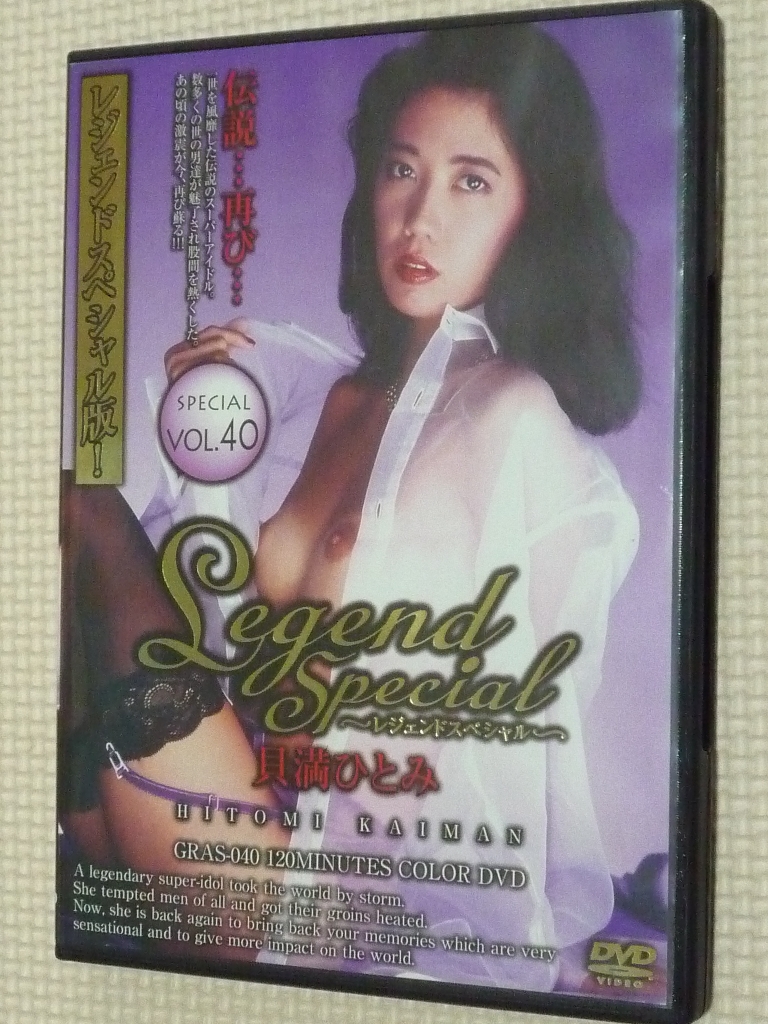 レジェンドスペシャル版！
伝説…再び…
一世を風靡した伝説のスーパーアイドル。
数多くの世の男達が魅了され股間を熱くした。
あの頃の激震が今、再び蘇る!!!
SPECIAL
VOL.40
Legend
Special
～レジェンドスペシャル～
貝満ひとみ
HITOMI KAIMAN
GRAS-040 120MINUTES COLOR DVD
A legendary super-idol took the world by storm.
She tempted men of all and got their groins heated.
Now, she is back again to bring back your memories which are very
sensational and to give more impact on the world.
DVD
VIDEO